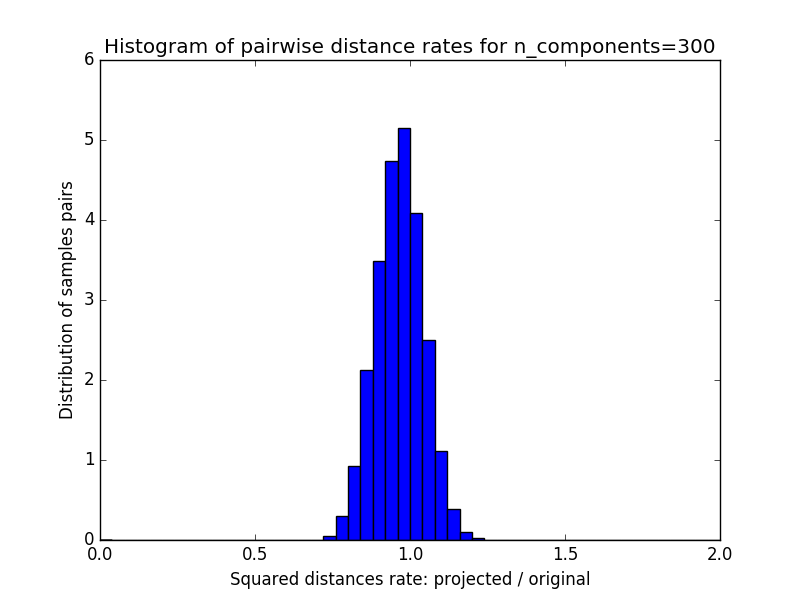 Histogram of pairwise distance rates for n_components=300
6
5
4
3
2
1
0
Distribution of samples pairs
0.0 0.5 1.0 1.5 2.0
Squared distances rate: projected / original